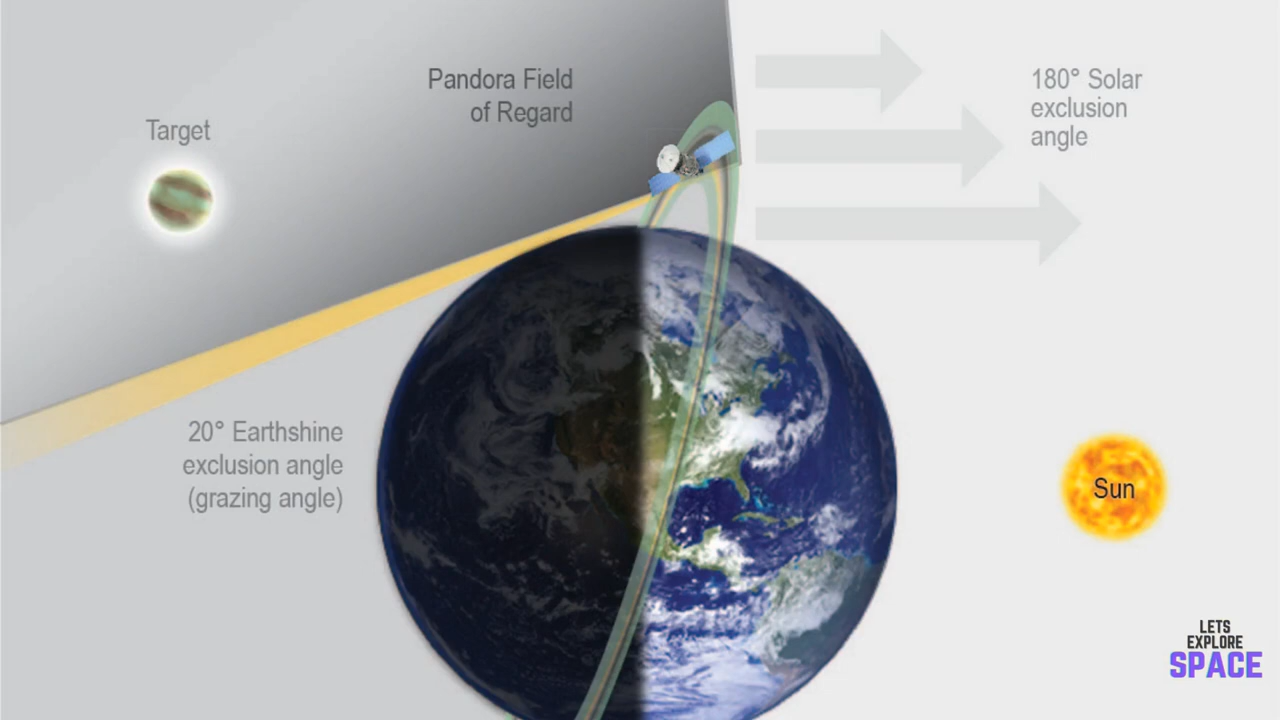 Pandora Field
of Regard
Target
180° Solar
exclusion
angle
20° Earthshine
exclusion angle
(grazing angle)
Sun
LETS
EXPLORE
SPACE